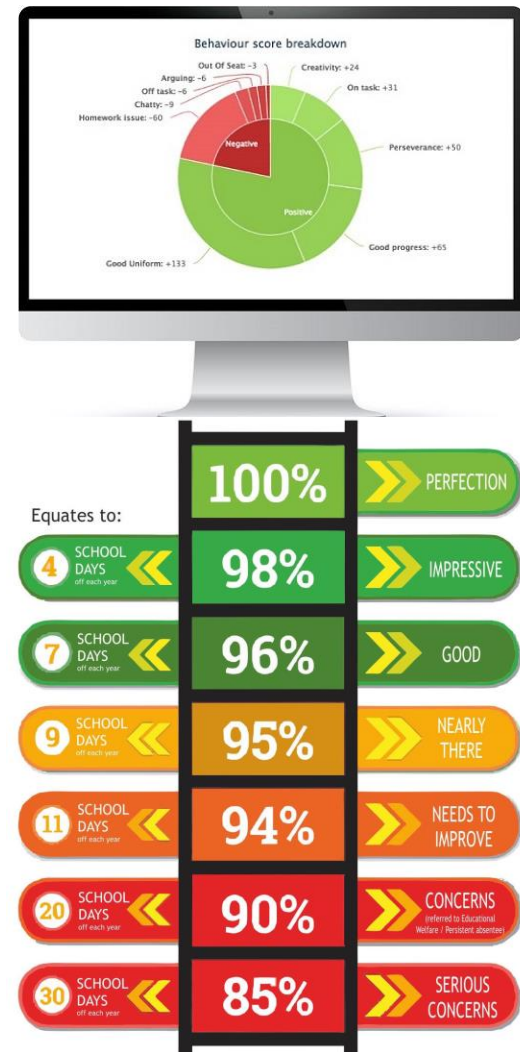 Behaviour score breakdown
Out Of Seat: -3
Arguing: -6
Off task: -6
Chatty: -9
Homework issue: -60
Creativity: +24
On task: +31
Perseverance: +50
Good progress: +65
Good Uniform: +133
Negative
Positive
Equates to:
100%
PERFECTION
4 SCHOOL
DAYS
off each year
98%
IMPRESSIVE
7 SCHOOL
DAYS
off each year
96%
GOOD
9 SCHOOL
DAYS
off each year
95%
NEARLY
THERE
11 SCHOOL
DAYS
off each year
94%
NEEDS TO
IMPROVE
20 SCHOOL
DAYS
off each year
90%
CONCERNS
(referred to Educational
Welfare / Persistent absentee)
30 SCHOOL
DAYS
off each year
85%
SERIOUS
CONCERNS